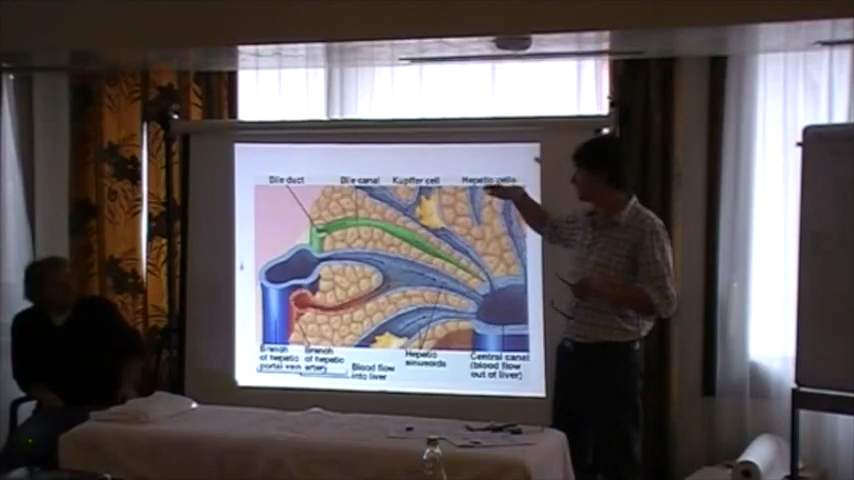 Bile duct
Bile canal
Kupffer cell
Hepatic cells
Branch
of hepatic
portal vein
Branch
of hepatic
artery
Blood flow
into liver
Hepatic
sinusoids
Central canal
(blood flow
out of liver)